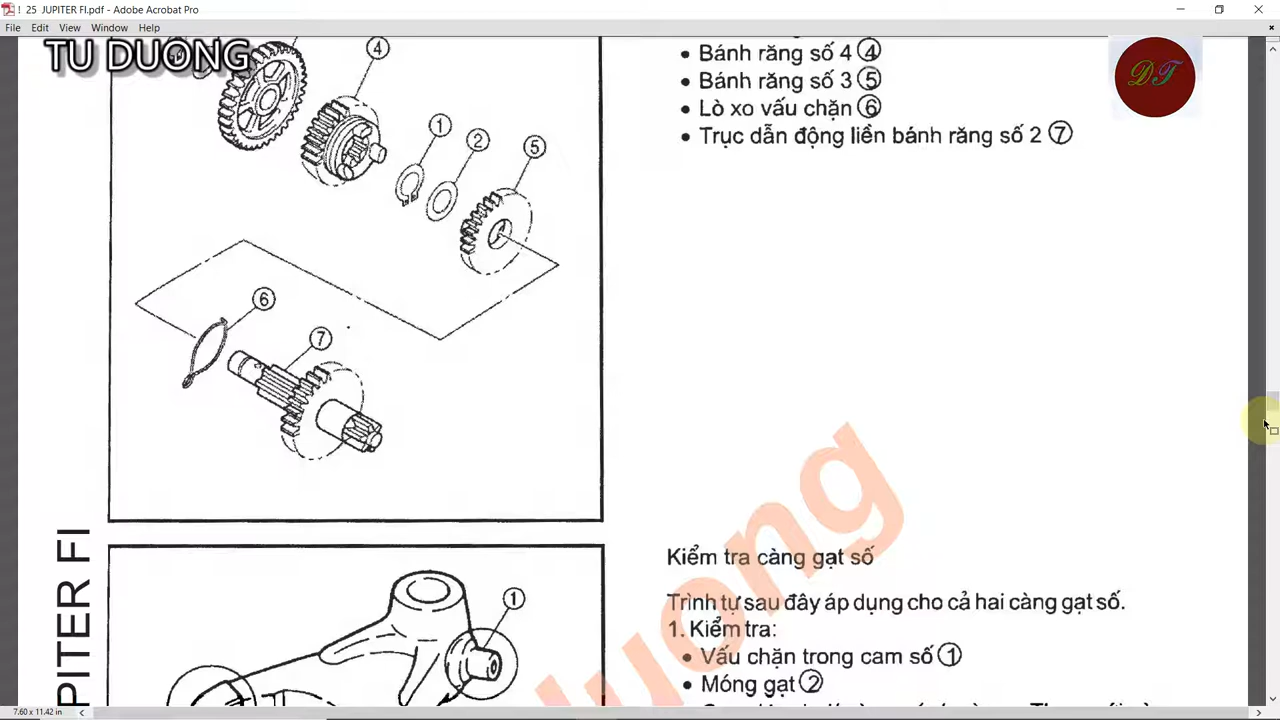 ! 25 JUPITER FI.pdf - Adobe Acrobat Pro
File Edit View Window Help
TU DUONG
DT
4
1
2
5
6
7
• Bánh răng số 4 ④
• Bánh răng số 3 ⑤
• Lò xo vấu chặn ⑥
• Trục dẫn động liền bánh răng số 2 ⑦
PITER FI
1
uong
Kiểm tra càng gạt số
Trình tự sau đây áp dụng cho cả hai càng gạt số.
1. Kiểm tra:
• Vấu chặn trong cam số ①
• Móng gạt ②
7.60 x 11.42 in